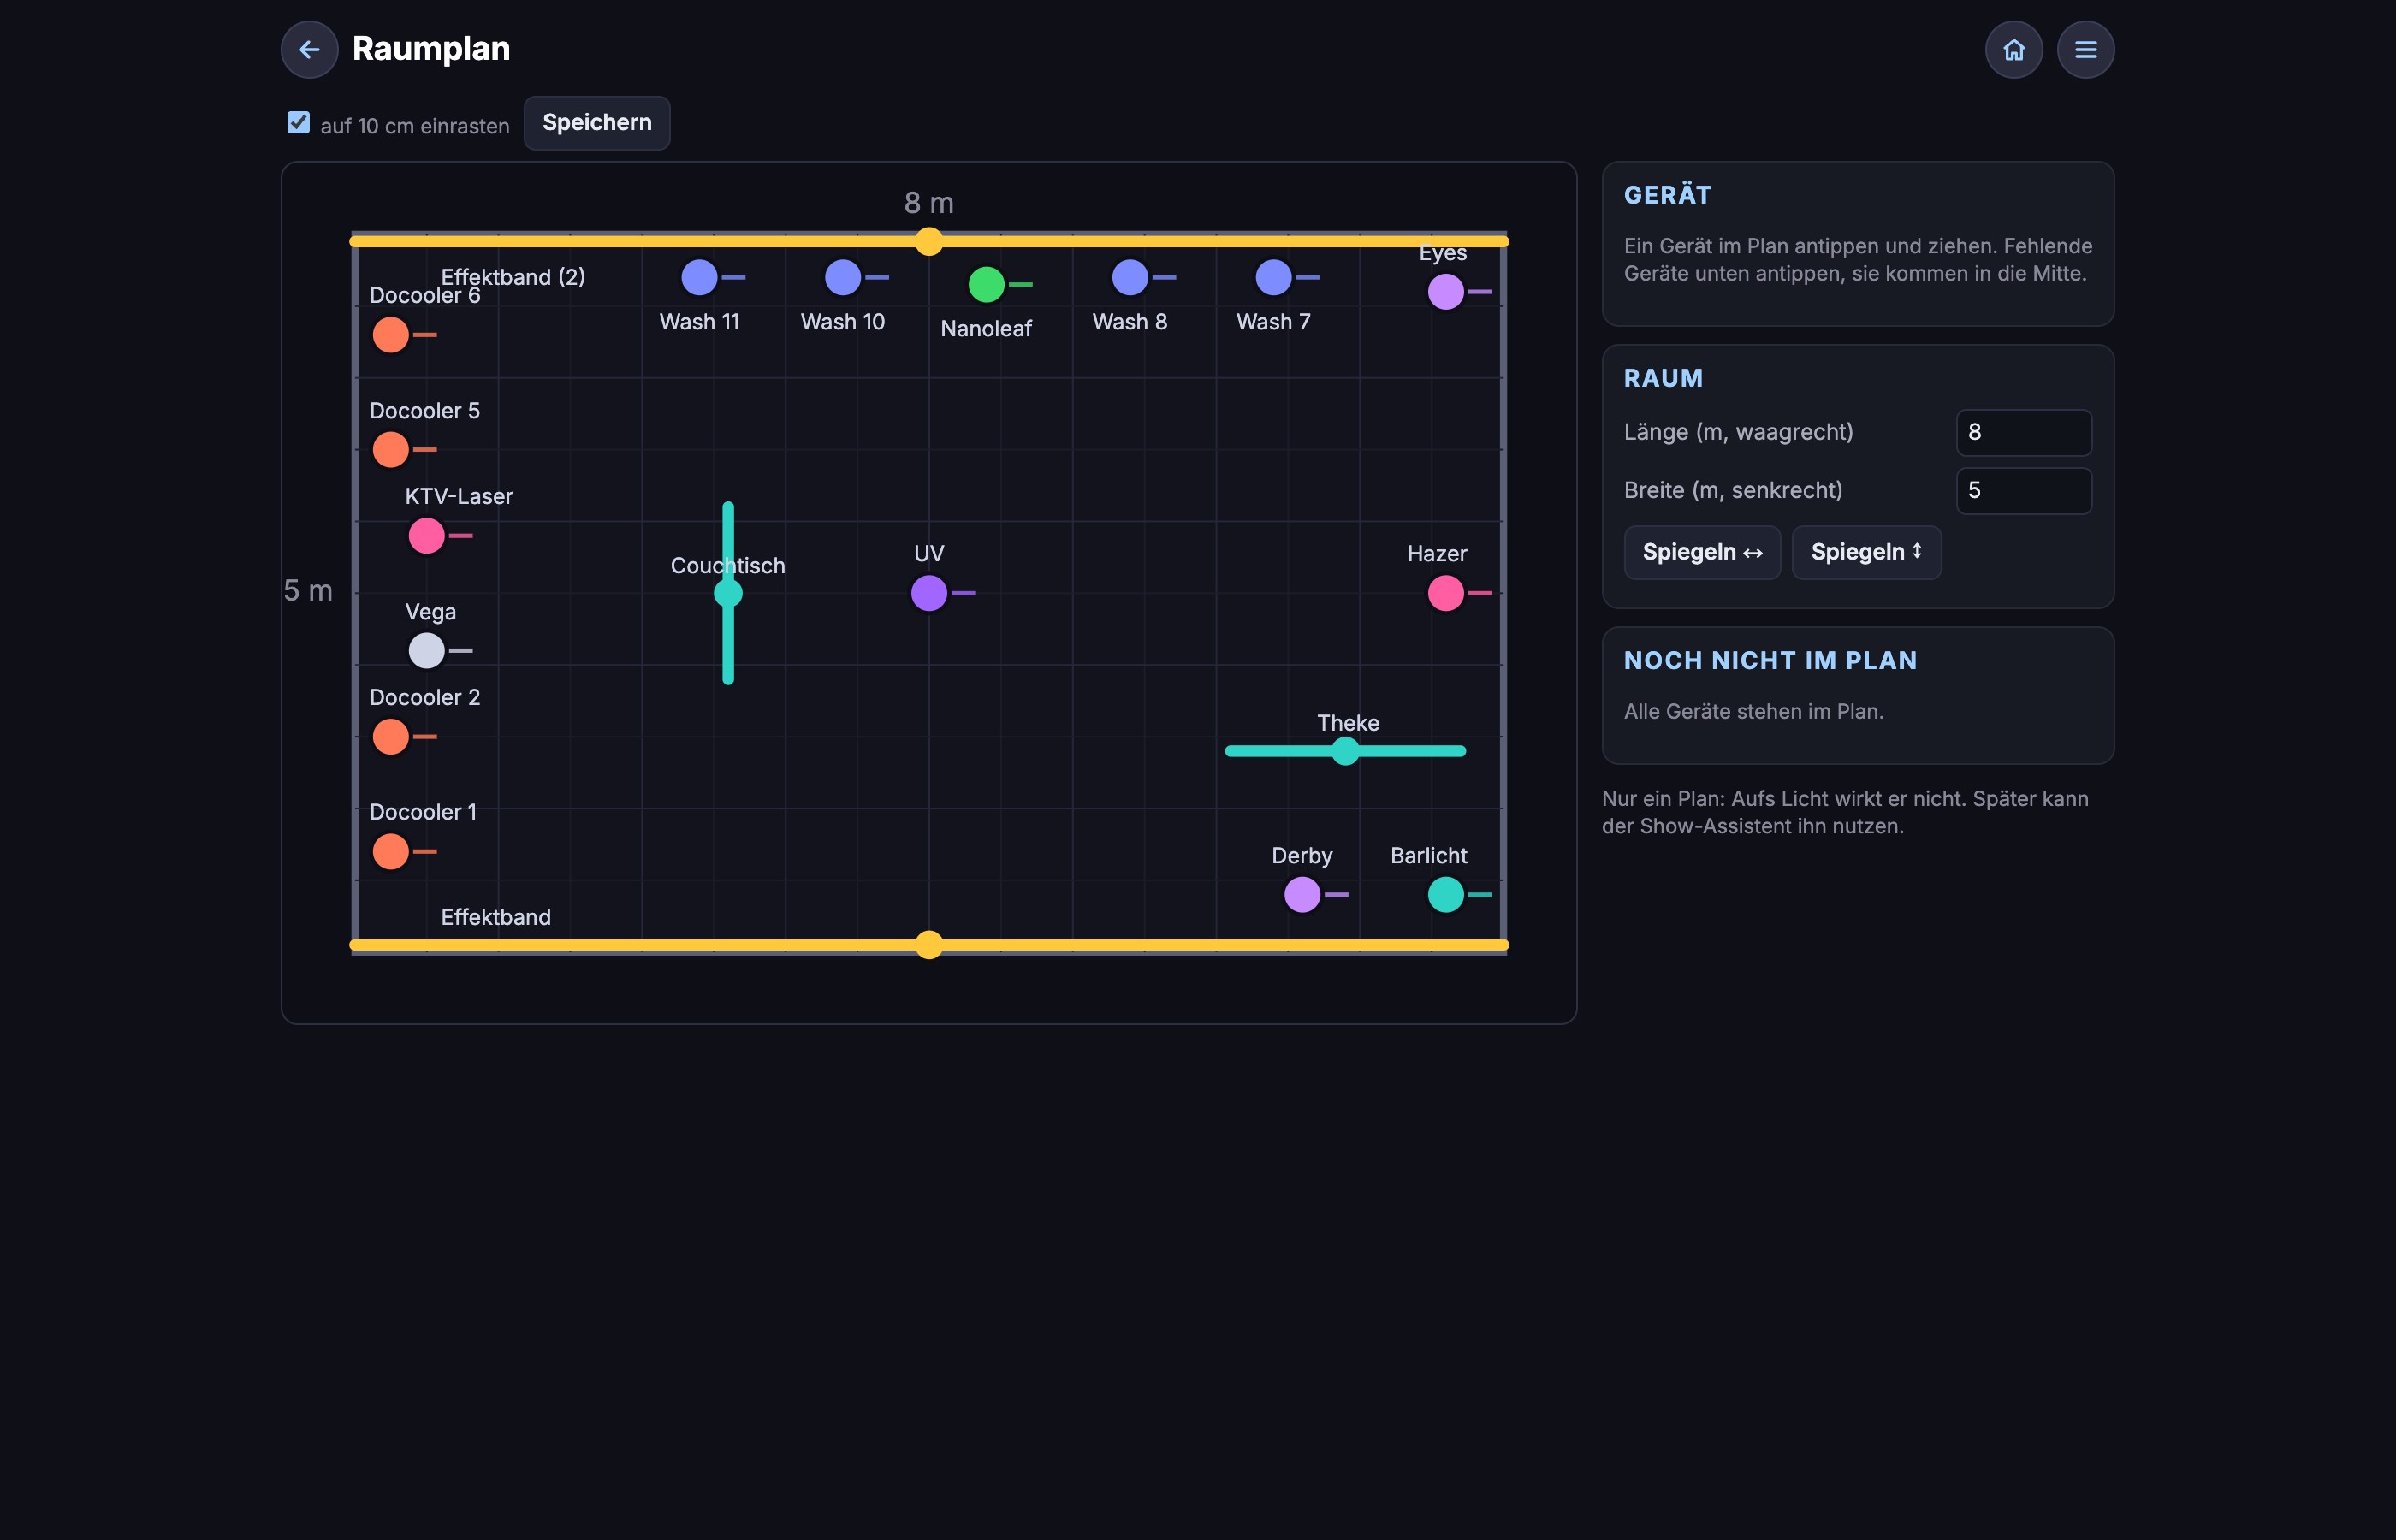 Raumplan
auf 10 cm einrasten
Speichern
8 m
Eyes
Effektband (2)
Docooler 6
Wash 11
Wash 10
Nanoleaf
Wash 8
Wash 7
Docooler 5
KTV-Laser
Couchtisch
UV
Hazer
5 m
Vega
Docooler 2
Theke
Docooler 1
Derby
Barlicht
Effektband
GERÄT
Ein Gerät im Plan antippen und ziehen. Fehlende
Geräte unten antippen, sie kommen in die Mitte.
RAUM
Länge (m, waagrecht)
8
Breite (m, senkrecht)
5
Spiegeln ↔
Spiegeln ↕
NOCH NICHT IM PLAN
Alle Geräte stehen im Plan.
Nur ein Plan: Aufs Licht wirkt er nicht. Später kann
der Show-Assistent ihn nutzen.